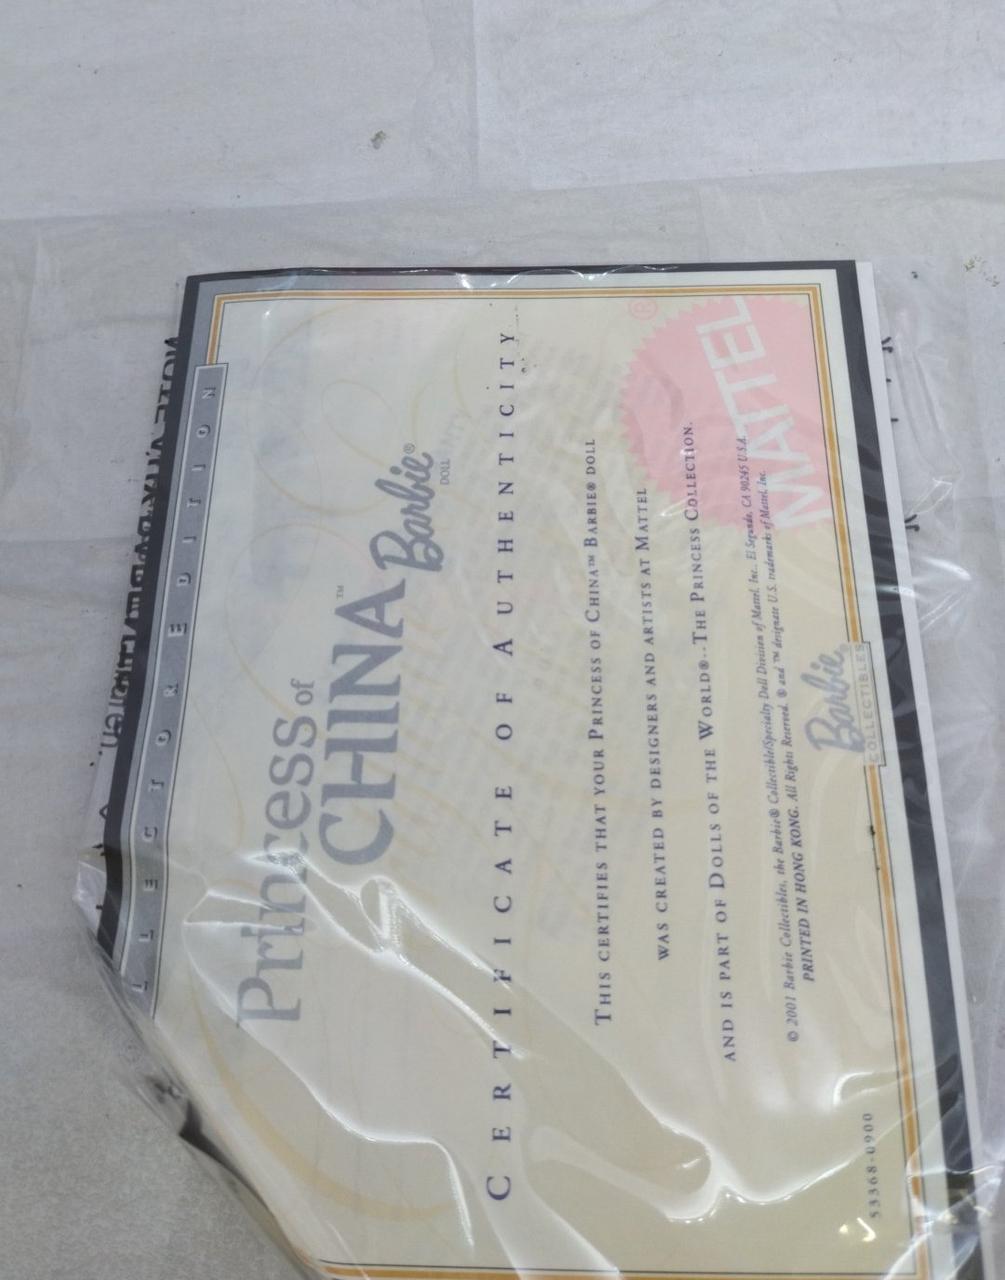 Princess of
CHINA™
Barbie®
DOLL
CERTIFICATE OF AUTHENTICITY
THIS CERTIFIES THAT YOUR PRINCESS OF CHINA™ BARBIE® DOLL
WAS CREATED BY DESIGNERS AND ARTISTS AT MATTEL
AND IS PART OF DOLLS OF THE WORLD®--THE PRINCESS COLLECTION.
© 2001 Barbie Collectibles, the Barbie® Collectible/Specialty Doll Division of Mattel, Inc., El Segundo, CA 90245 U.S.A.
PRINTED IN HONG KONG. All Rights Reserved. ® and ™ designate U.S. trademarks of Mattel, Inc.
MATTEL®
Barbie®
COLLECTIBLES
53368-0900